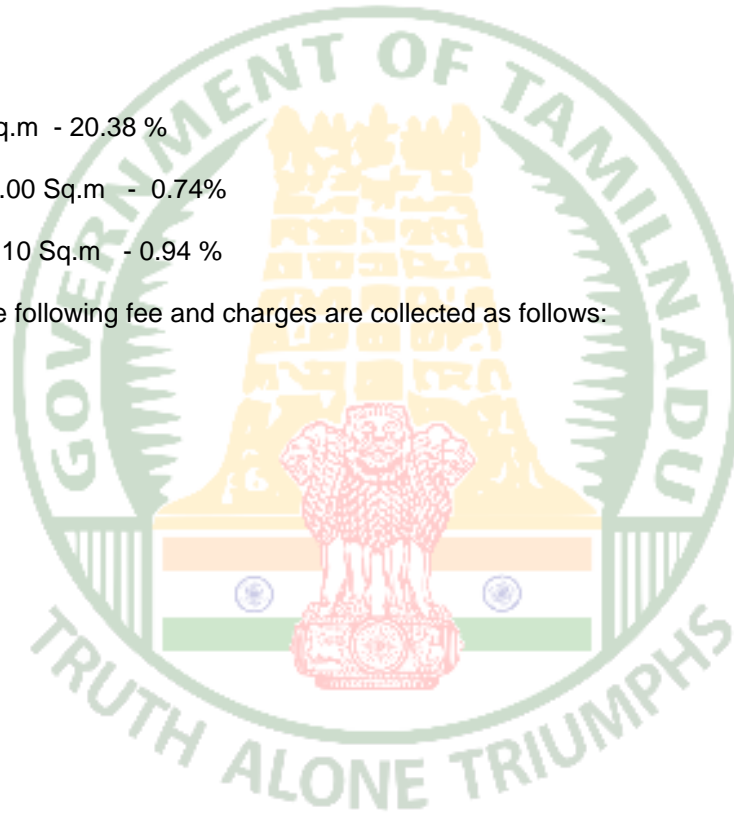 q.m - 20.38 %
.00 Sq.m - 0.74%
10 Sq.m - 0.94 %
e following fee and charges are collected as follows:
GOVERNMENT OF TAMILNADU
TRUTH ALONE TRIUMPHS